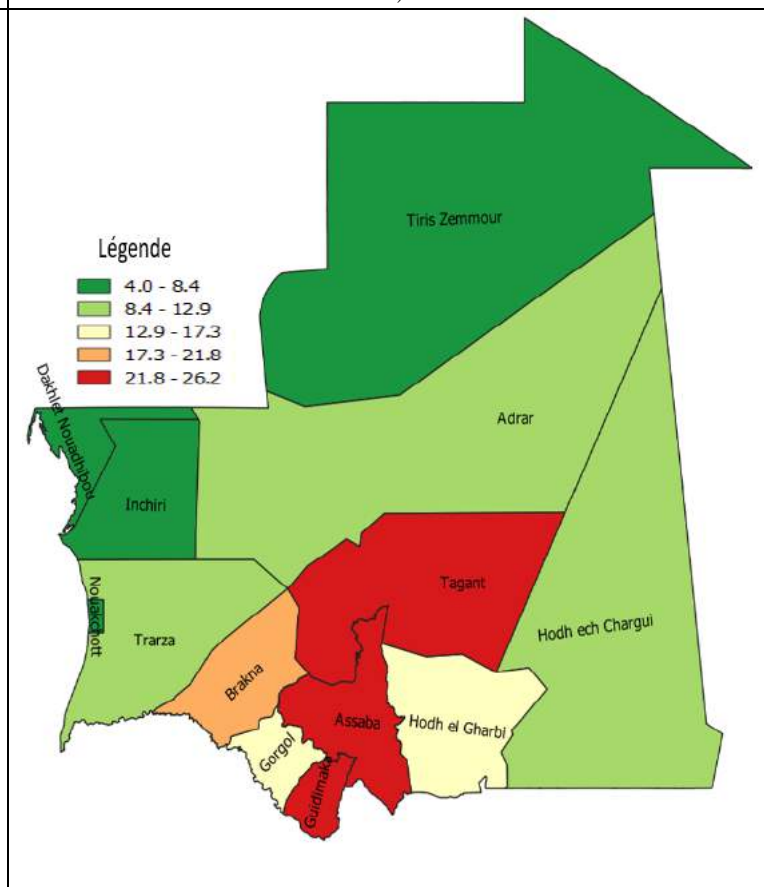 Tiris Zemmour
Légende
4.0 - 8.4
8.4 - 12.9
12.9 - 17.3
17.3 - 21.8
21.8 - 26.2
Dakhlet Nouadhibou
Adrar
Inchiri
Tagant
Nouakchott
Trarza
Hodh ech Chargui
Brakna
Assaba
Hodh el Gharbi
Gorgol
Guidimaka